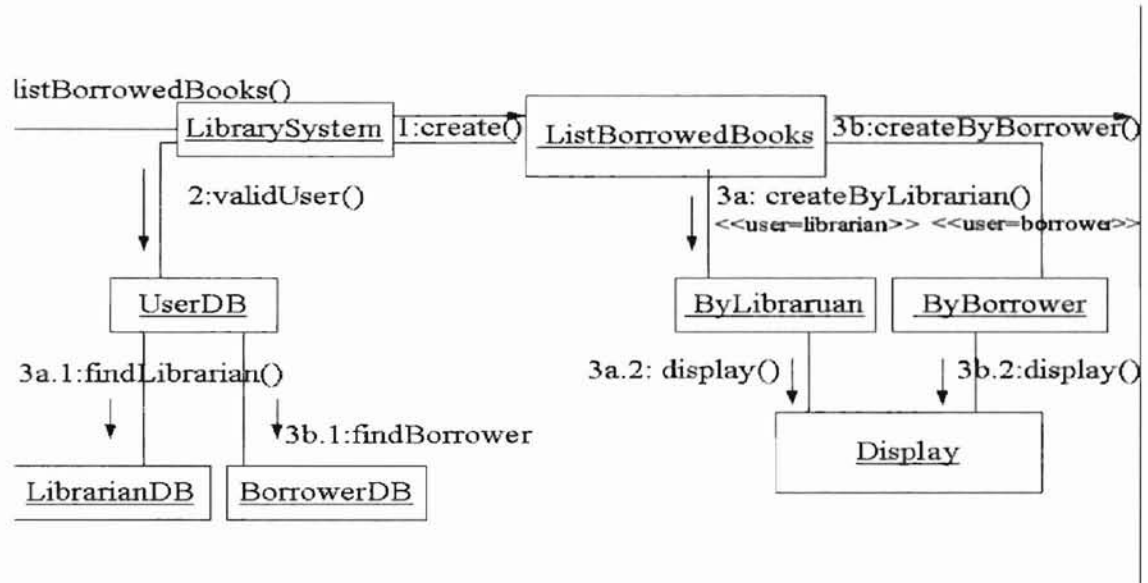 listBorrowedBooks()
LibrarySystem
1:create()
ListBorrowedBooks
3b:createByBorrower()
2:validUser()
3a: createByLibrarian()
<<user=librarian>> <<user=borrower>>
UserDB
ByLibraruan
ByBorrower
3a.1:findLibrarian()
3a.2: display()
3b.2:display()
3b.1:findBorrower
Display
LibrarianDB
BorrowerDB